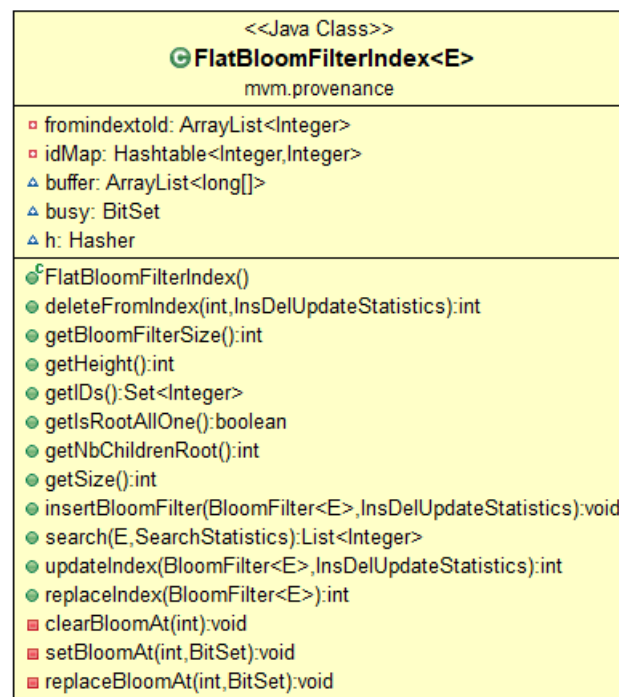 <<Java Class>>
FlatBloomFilterIndex<E>
mvm.provenance
fromindextoId: ArrayList<Integer>
idMap: Hashtable<Integer,Integer>
buffer: ArrayList<long[]>
busy: BitSet
h: Hasher
FlatBloomFilterIndex()
deleteFromIndex(int,InsDelUpdateStatistics):int
getBloomFilterSize():int
getHeight():int
getIDs():Set<Integer>
getIsRootAllOne():boolean
getNbChildrenRoot():int
getSize():int
insertBloomFilter(BloomFilter<E>,InsDelUpdateStatistics):void
search(E,SearchStatistics):List<Integer>
updateIndex(BloomFilter<E>,InsDelUpdateStatistics):int
replaceIndex(BloomFilter<E>):int
clearBloomAt(int):void
setBloomAt(int,BitSet):void
replaceBloomAt(int,BitSet):void